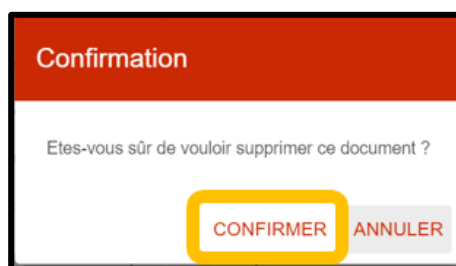 Confirmation
Etes-vous sûr de vouloir supprimer ce document ?
CONFIRMER ANNULER